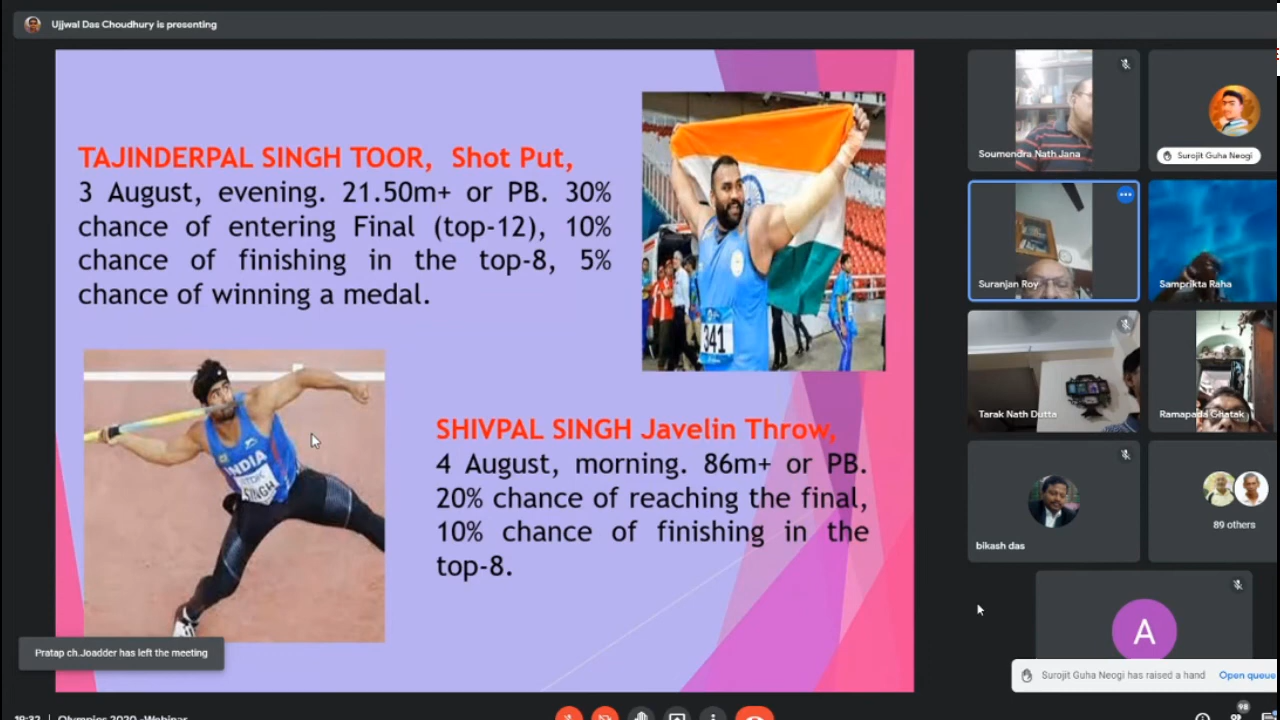 Ujjwal Das Choudhury is presenting
TAJINDERPAL SINGH TOOR, Shot Put,
3 August, evening. 21.50m+ or PB. 30%
chance of entering Final (top-12), 10%
chance of finishing in the top-8, 5%
chance of winning a medal.
341
INDIA
SINGH
SHIVPAL SINGH Javelin Throw,
4 August, morning. 86m+ or PB.
20% chance of reaching the final,
10% chance of finishing in the
top-8.
Pratap ch.Joadder has left the meeting
Soumendra Nath Jana
Surojit Guha Neogi
Suranjan Roy
Samprikta Raha
Tarak Nath Dutta
Ramapada Ghatak
bikash das
89 others
A
Surojit Guha Neogi has raised a hand
Open queue
19:32 | Olympics 2020 -Webinar
98